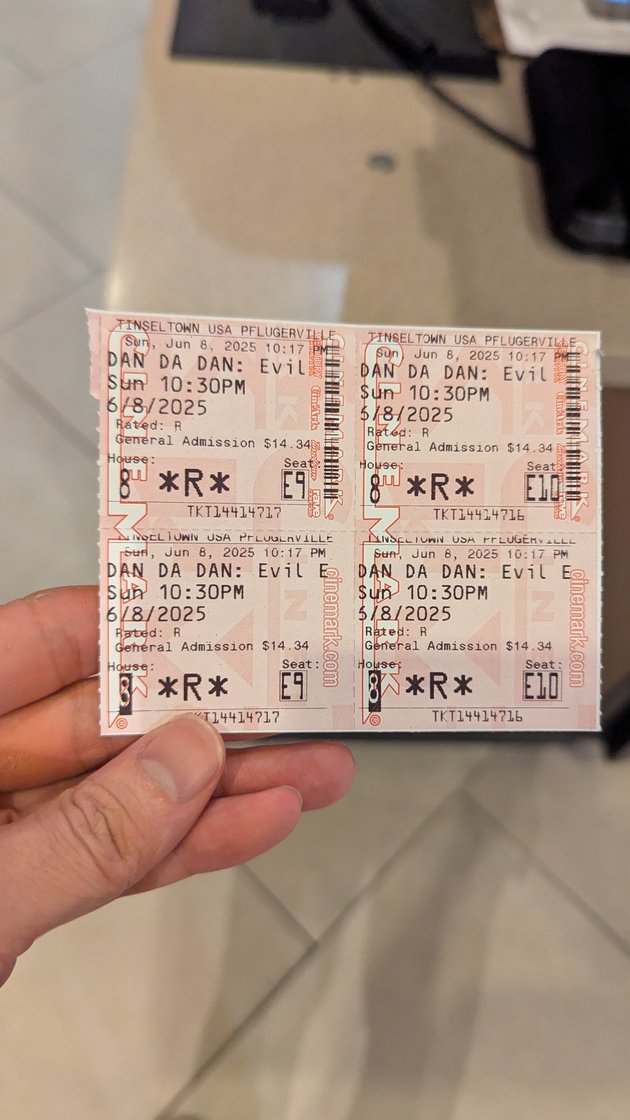 TINSELTOWN USA PFLUGERVILLE
Sun, Jun 8, 2025 10:17 PM
DAN DA DAN: Evil
Sun 10:30PM
6/8/2025
Rated: R
General Admission $14.34
House: Seat:
8 *R* E9
TKT14414717
CINEMARK
CinéArts
TINSELTOWN USA PFLUGERVILLE
Sun, Jun 8, 2025 10:17 PM
DAN DA DAN: Evil
Sun 10:30PM
6/8/2025
Rated: R
General Admission $14.34
House: Seat:
8 *R* E10
TKT14414716
CINEMARK
TINSELTOWN USA PFLUGERVILLE
Sun, Jun 8, 2025 10:17 PM
DAN DA DAN: Evil E
Sun 10:30PM
6/8/2025
Rated: R
General Admission $14.34
House: Seat:
8 *R* E9
TKT14414717
cinemark.com
TINSELTOWN USA PFLUGERVILLE
Sun, Jun 8, 2025 10:17 PM
DAN DA DAN: Evil E
Sun 10:30PM
6/8/2025
Rated: R
General Admission $14.34
House: Seat:
8 *R* E10
TKT14414716
cinemark.com
CINEMARK
CINEMARK